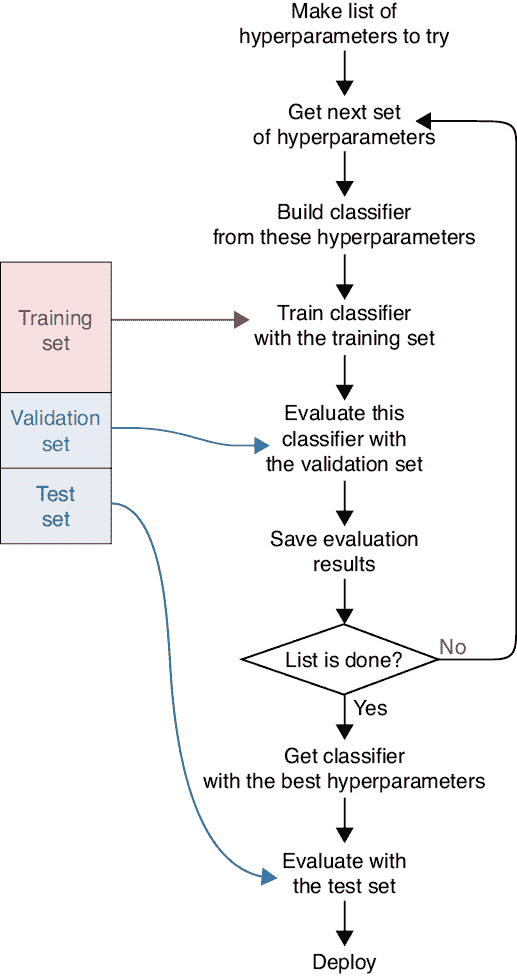 Make list of
hyperparameters to try
Get next set
of hyperparameters
Build classifier
from these hyperparameters
Training
set
Train classifier
with the training set
Validation
set
Evaluate this
classifier with
the validation set
Test
set
Save evaluation
results
List is done?
No
Yes
Get classifier
with the best hyperparameters
Evaluate with
the test set
Deploy